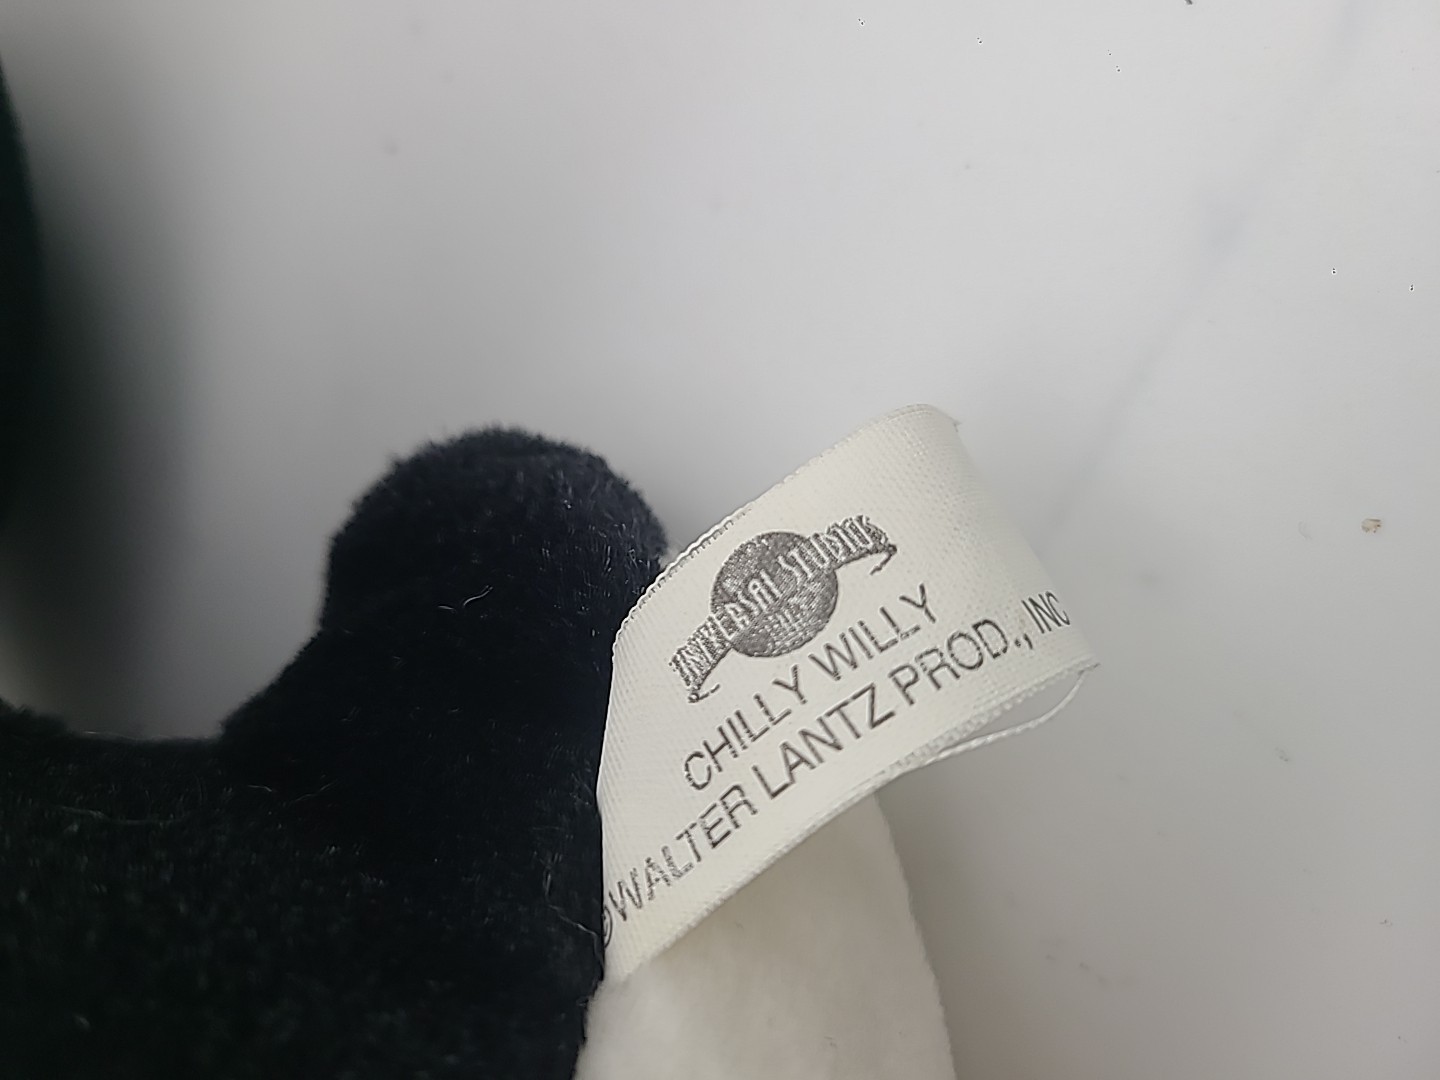 UNIVERSAL STUDIOS
CHILLY WILLY
©WALTER LANTZ PROD., INC